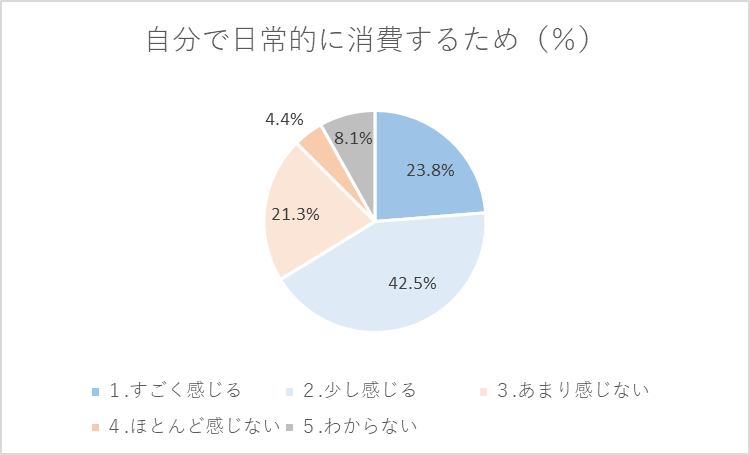 自分で日常的に消費するため（％）
4.4%
8.1%
23.8%
21.3%
42.5%
１.すごく感じる ２.少し感じる ３.あまり感じない
４.ほとんど感じない ５.わからない